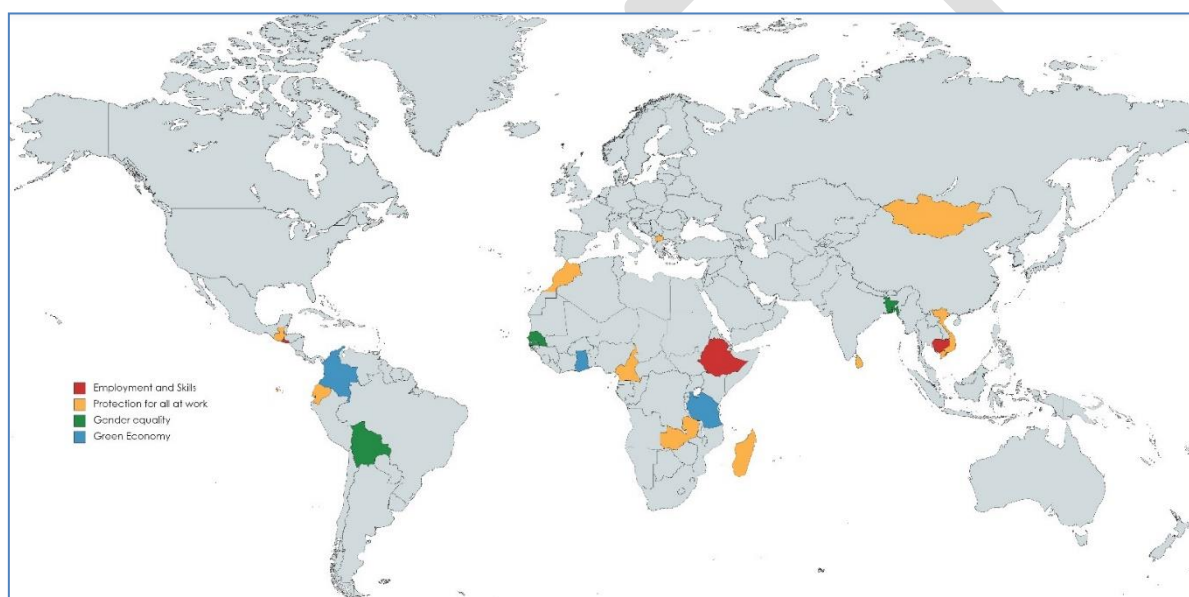 Employment and Skills
Protection for all at work
Gender equality
Green Economy